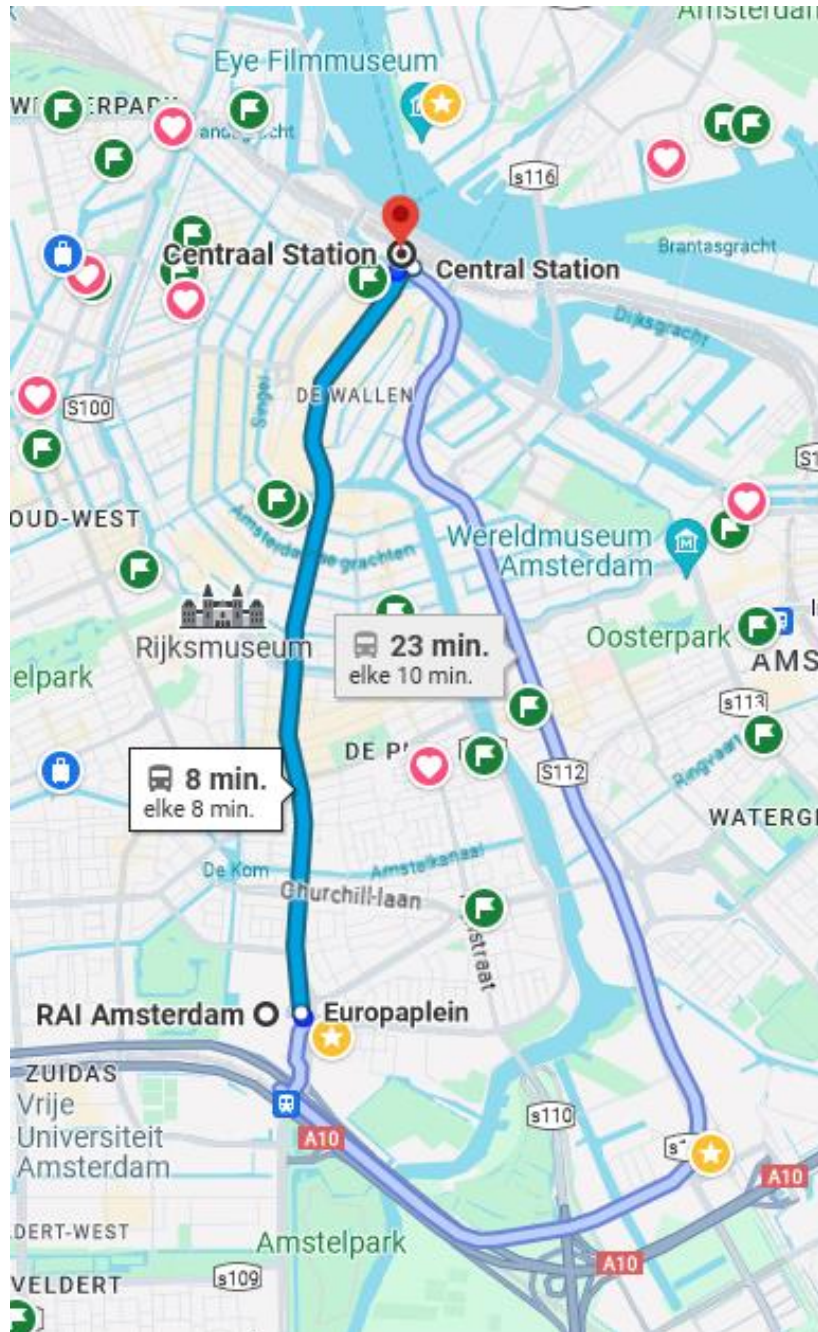 Amsterdam
Eye Filmmuseum
s116
Centraal Station
Central Station
Brantasgracht
Dijksgracht
DE WALLEN
Singel
S100
OUD-WEST
Amsterdamse grachten
Wereldmuseum
Amsterdam
Rijksmuseum
23 min.
elke 10 min.
Oosterpark
AMS
elpark
s113
DE P
8 min.
elke 8 min.
S112
Ringvaart
WATERG
De Kom
Amstelkanaal
Churchill-laan
straat
RAI Amsterdam
Europaplein
ZUIDAS
Vrije
Universiteit
Amsterdam
A10
s110
A10
DERT-WEST
Amstelpark
A10
VELDERT
s109